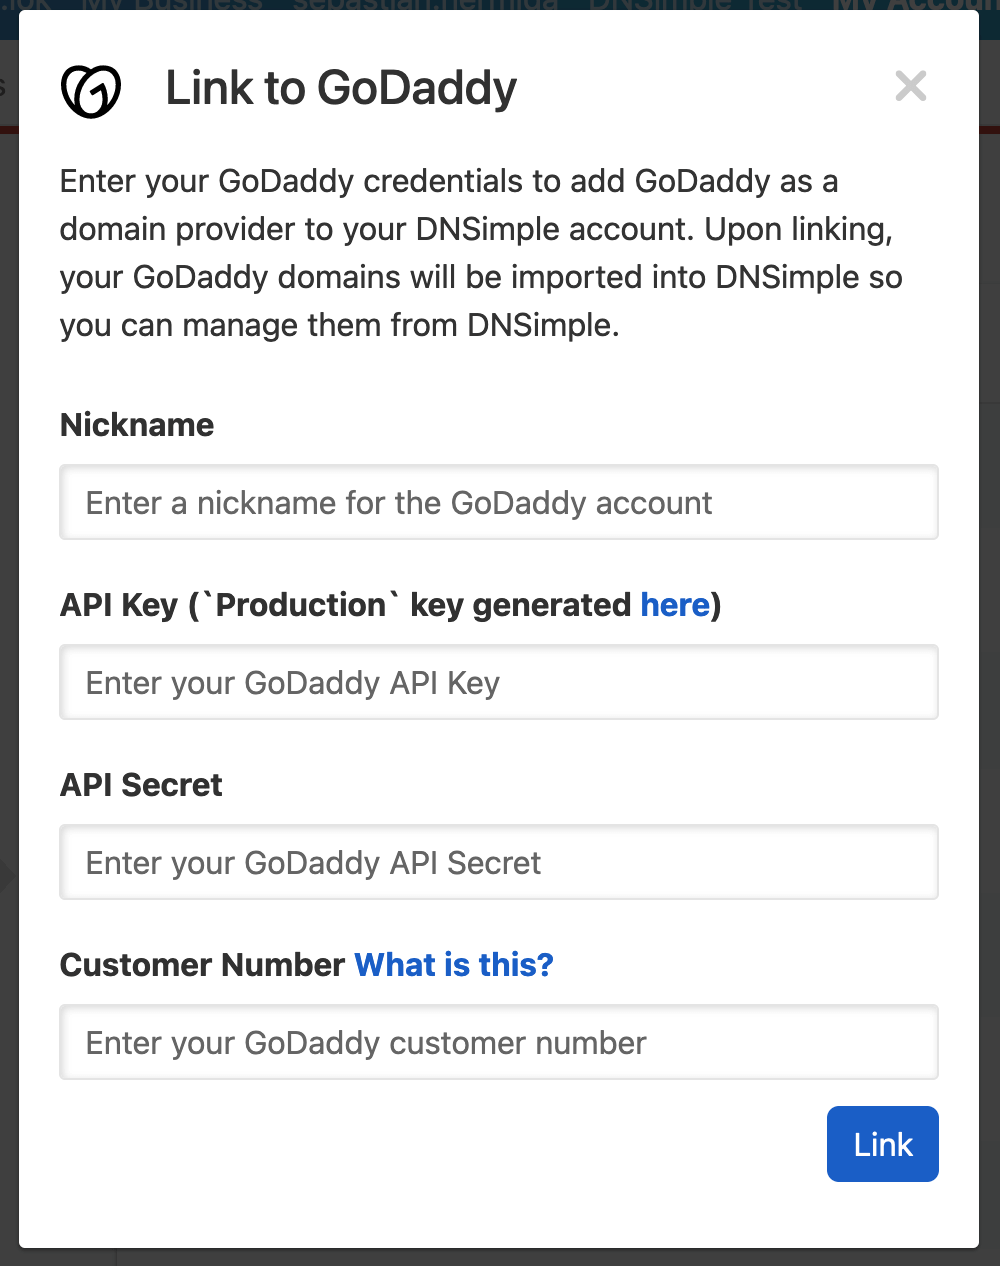 Link to GoDaddy
Enter your GoDaddy credentials to add GoDaddy as a
domain provider to your DNSimple account. Upon linking,
your GoDaddy domains will be imported into DNSimple so
you can manage them from DNSimple.
Nickname
Enter a nickname for the GoDaddy account
API Key (`Production` key generated here)
Enter your GoDaddy API Key
API Secret
Enter your GoDaddy API Secret
Customer Number What is this?
Enter your GoDaddy customer number
Link